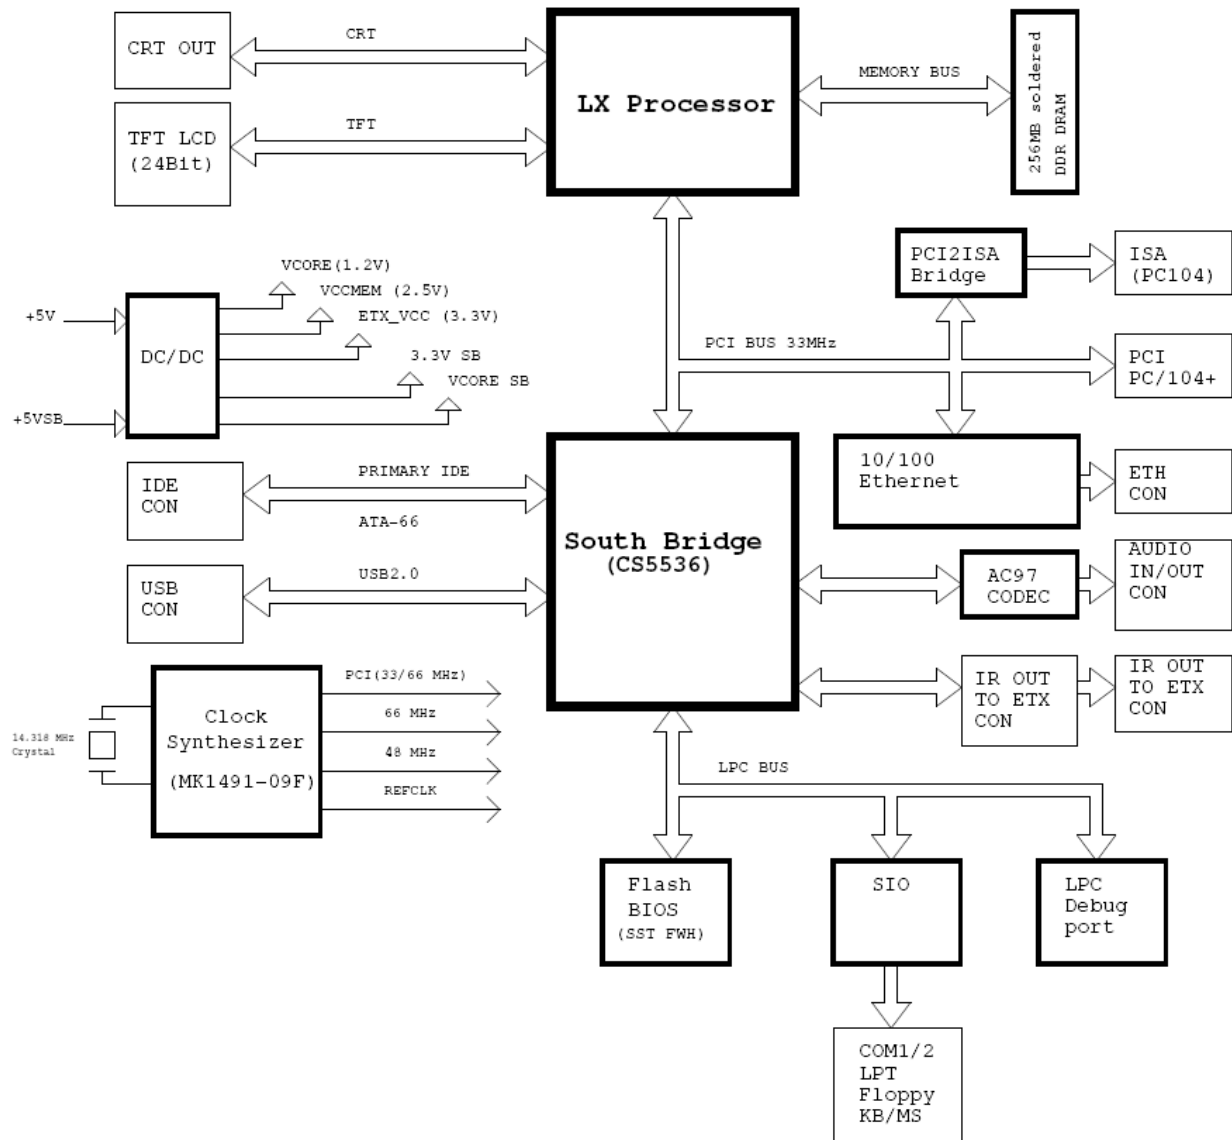 CRT OUT
CRT
LX Processor
MEMORY BUS
256MB soldered
DDR DRAM
TFT LCD
(24Bit)
TFT
PCI2ISA
Bridge
ISA
(PC104)
VCORE(1.2V)
VCCMEM (2.5V)
ETX_VCC (3.3V)
3.3V SB
VCORE SB
+5V
DC/DC
+5VSB
PCI BUS 33MHz
PCI
PC/104+
10/100
Ethernet
ETH
CON
IDE
CON
PRIMARY IDE
ATA-66
South Bridge
(CS5536)
USB
CON
USB2.0
AC97
CODEC
AUDIO
IN/OUT
CON
IR OUT
TO ETX
CON
IR OUT
TO ETX
CON
14.318 MHz
Crystal
Clock
Synthesizer
(MK1491-09F)
PCI(33/66 MHz)
66 MHz
48 MHz
REFCLK
LPC BUS
Flash
BIOS
(SST FWH)
SIO
LPC
Debug
port
COM1/2
LPT
Floppy
KB/MS